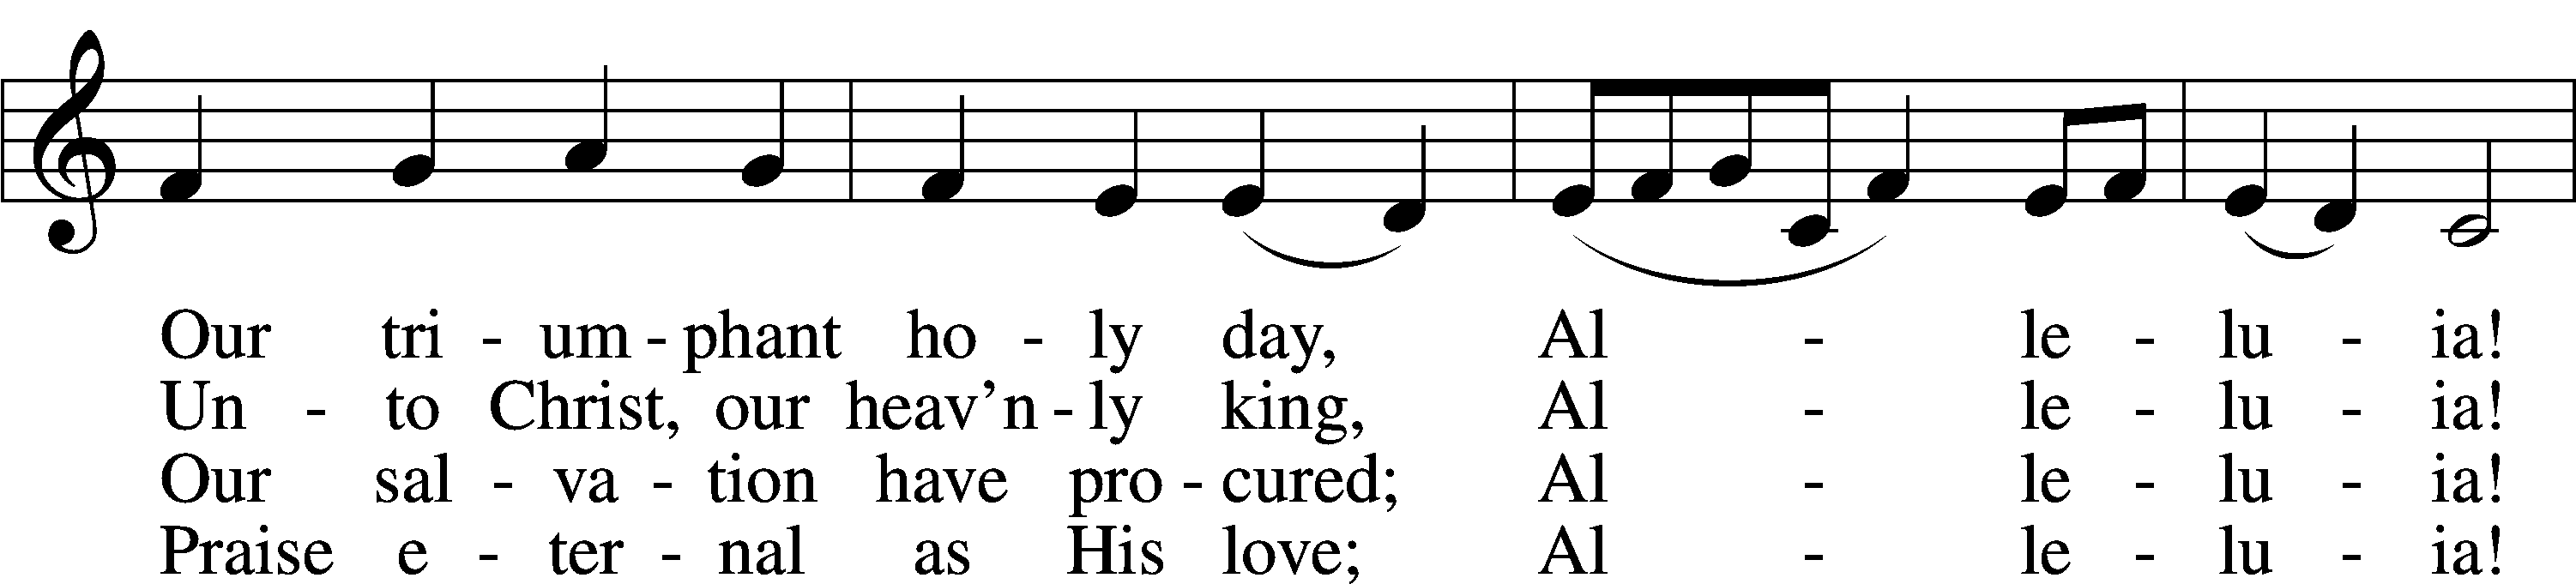 Our tri - um - phant ho - ly day, Al - le - lu - ia!
Un - to Christ, our heav’n - ly king, Al - le - lu - ia!
Our sal - va - tion have pro - cured; Al - le - lu - ia!
Praise e - ter - nal as His love; Al - le - lu - ia!